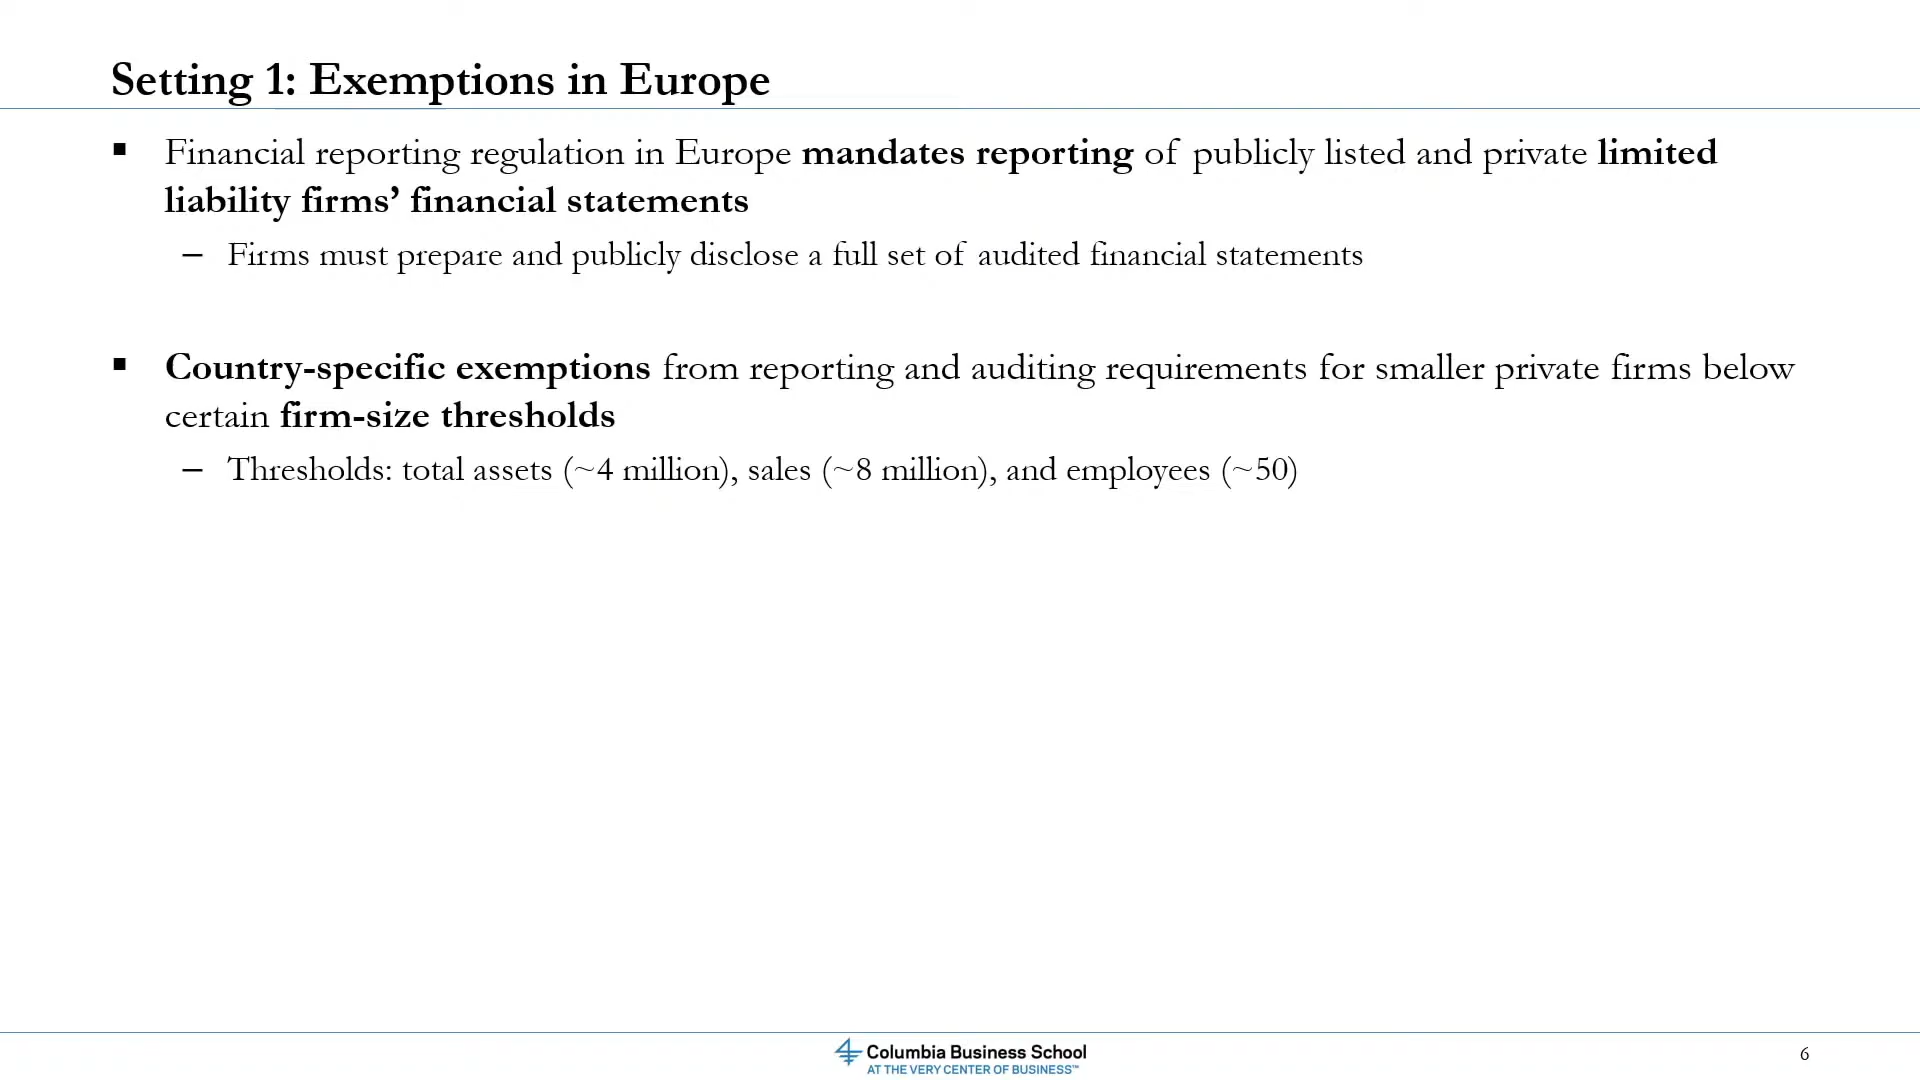 Setting 1: Exemptions in Europe
▪ Financial reporting regulation in Europe mandates reporting of publicly listed and private limited
liability firms’ financial statements
– Firms must prepare and publicly disclose a full set of audited financial statements
▪ Country-specific exemptions from reporting and auditing requirements for smaller private firms below
certain firm-size thresholds
– Thresholds: total assets (~4 million), sales (~8 million), and employees (~50)
Columbia Business School
AT THE VERY CENTER OF BUSINESS™
6